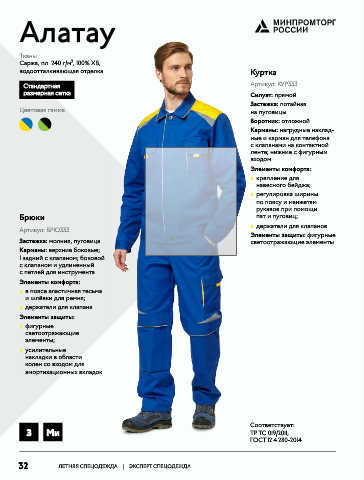 Алатау
МИНПРОМТОРГ
РОССИИ
Ткань:
Саржа, пл. 240 г/м², 100% ХБ,
водоотталкивающая отделка
Стандартная
размерная сетка
Цветовая гамма:
Куртка
Артикул: КУР333
Силуэт: прямой
Застежка: потайная
на пуговицы
Воротник: отложной
Карманы: нагрудные наклад-
ные и карман для телефона
с клапанами на контактной
ленте; нижние с фигурным
входом
Элементы комфорта:
крепление для
навесного бейджа;
регулировка ширины
по поясу и манжетам
рукавов при помощи
пат и пуговиц;
держатели для клапанов
Элементы защиты: фигурные
светоотражающие элементы
Брюки
Артикул: БРЮ333
Застежка: молния, пуговица
Карманы: верхние боковые;
1 задний с клапаном; боковой
с клапаном и удлиненный
с петлей для инструмента
Элементы комфорта:
в поясе эластичная тесьма
и шлёвки для ремня;
держатели для клапана
Элементы защиты:
фигурные
светоотражающие
элементы;
усилительные
накладки в области
колен со входом для
амортизационных вкладок
З Ми
Соответствует:
ТР ТС 019/2011,
ГОСТ 12.4.280-2014
32 ЛЕТНЯЯ СПЕЦОДЕЖДА | ЭКСПЕРТ СПЕЦОДЕЖДА